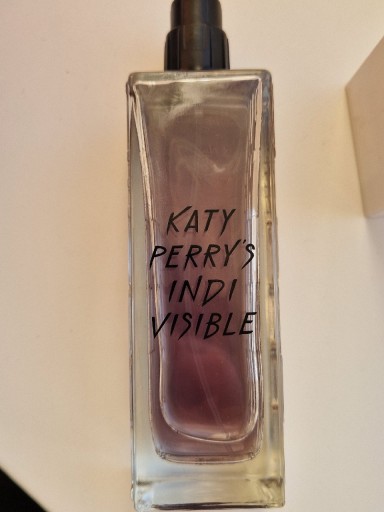 KATY
PERRY'S
INDI
VISIBLE